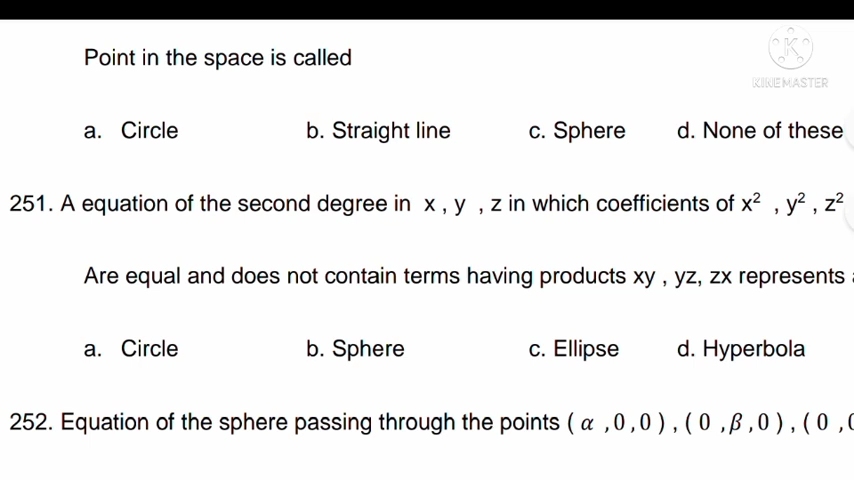 Point in the space is called
KINEMASTER
a. Circle b. Straight line c. Sphere d. None of these
251. A equation of the second degree in x , y , z in which coefficients of x² , y² , z²
Are equal and does not contain terms having products xy , yz, zx represents
a. Circle b. Sphere c. Ellipse d. Hyperbola
252. Equation of the sphere passing through the points ( α ,0 ,0 ) , ( 0 ,β ,0 ) , ( 0 ,